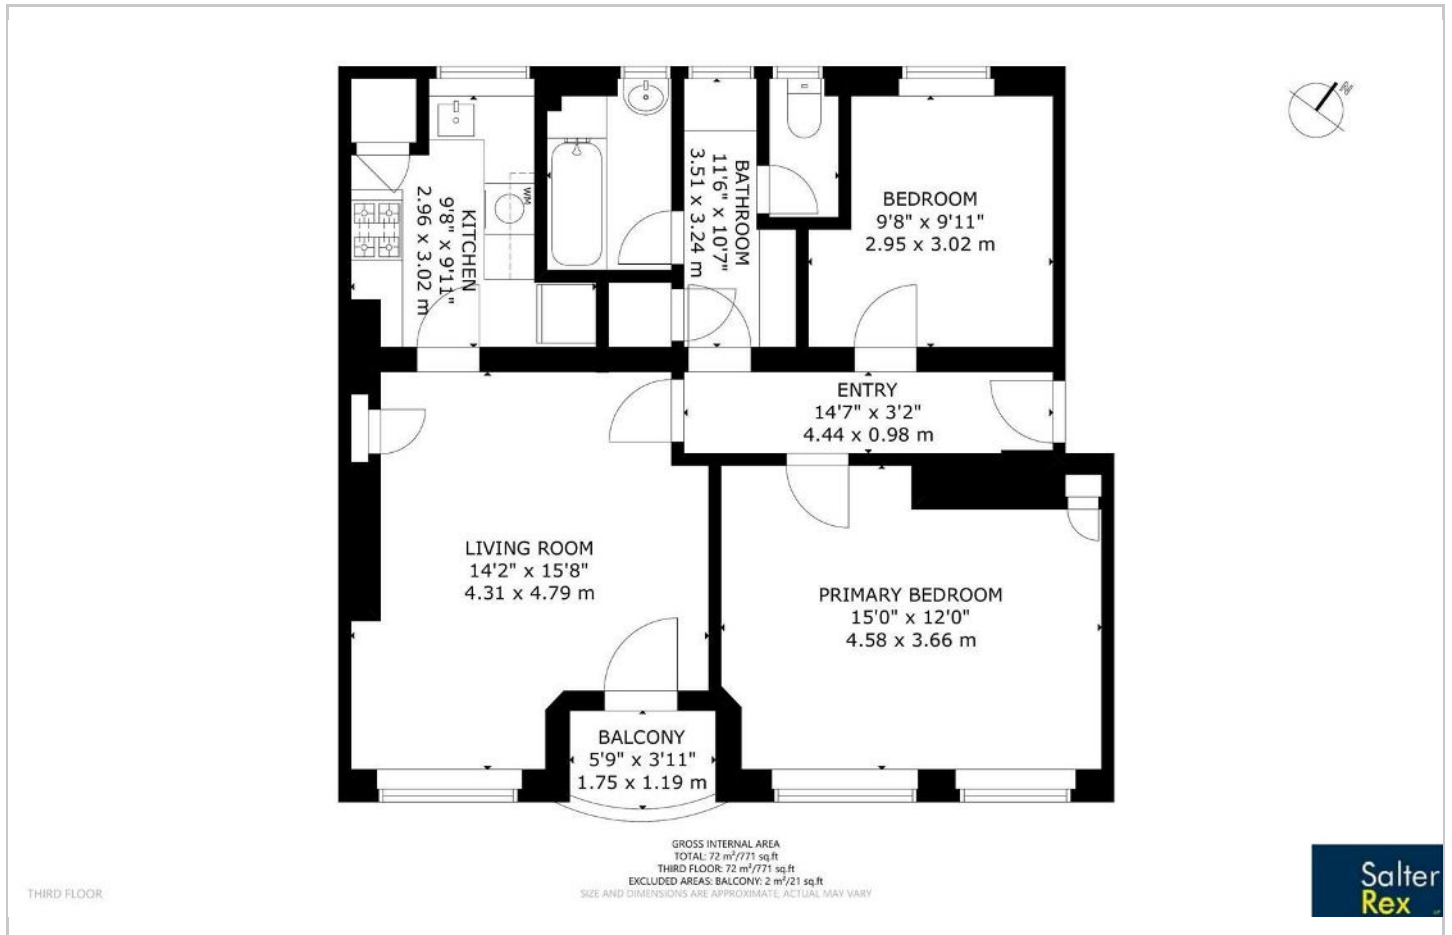 N
KITCHEN
9'8" x 9'11"
2.96 x 3.02 m
WM
BATHROOM
11'6" x 10'7"
3.51 x 3.24 m
BEDROOM
9'8" x 9'11"
2.95 x 3.02 m
ENTRY
14'7" x 3'2"
4.44 x 0.98 m
LIVING ROOM
14'2" x 15'8"
4.31 x 4.79 m
PRIMARY BEDROOM
15'0" x 12'0"
4.58 x 3.66 m
BALCONY
5'9" x 3'11"
1.75 x 1.19 m
GROSS INTERNAL AREA
TOTAL: 72 m²/771 sq.ft
THIRD FLOOR: 72 m²/771 sq.ft
EXCLUDED AREAS: BALCONY: 2 m²/21 sq.ft
SIZE AND DIMENSIONS ARE APPROXIMATE, ACTUAL MAY VARY
THIRD FLOOR
Salter
Rex